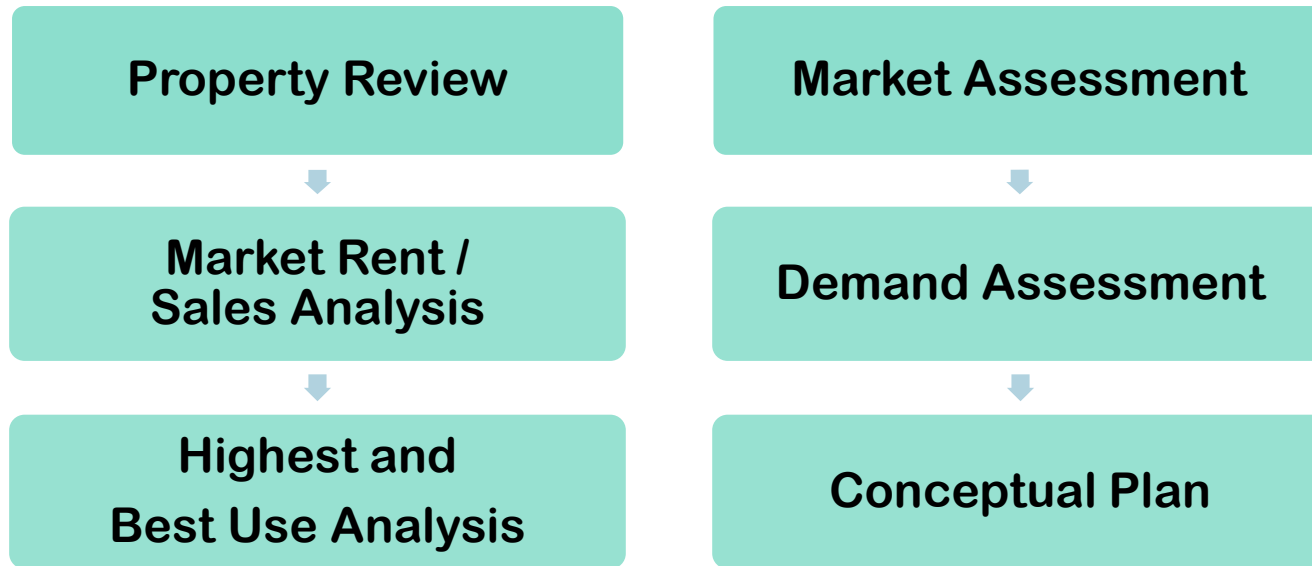 Property Review
Market Rent /
Sales Analysis
Highest and
Best Use Analysis
Market Assessment
Demand Assessment
Conceptual Plan